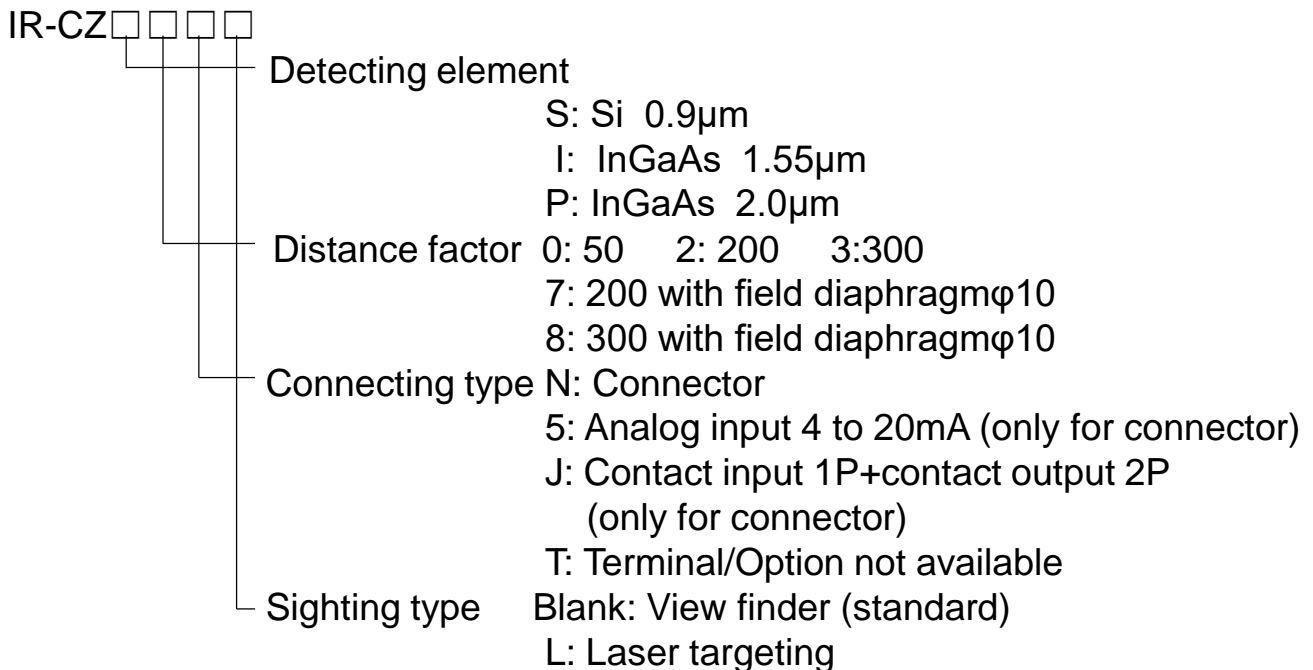 IR-CZ□ □ □ □
Detecting element
S: Si 0.9μm
I: InGaAs 1.55μm
P: InGaAs 2.0μm
Distance factor 0: 50 2: 200 3:300
7: 200 with field diaphragmφ10
8: 300 with field diaphragmφ10
Connecting type N: Connector
5: Analog input 4 to 20mA (only for connector)
J: Contact input 1P+contact output 2P
(only for connector)
T: Terminal/Option not available
Sighting type Blank: View finder (standard)
L: Laser targeting